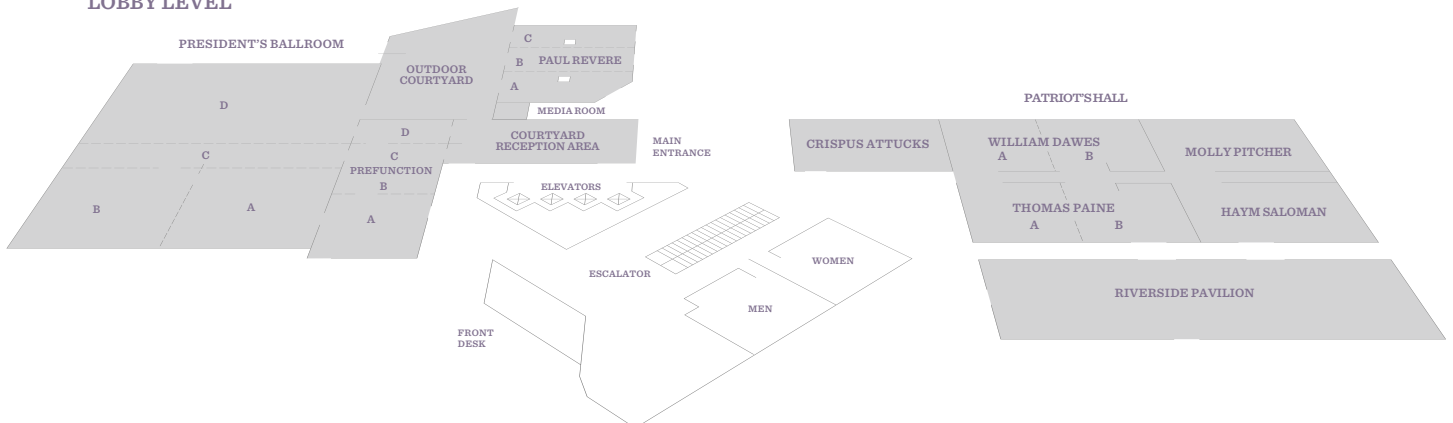 LOBBY LEVEL
PRESIDENT'S BALLROOM
D
C
B
A
OUTDOOR
COURTYARD
D
C
PREFUNCTION
B
A
C
B
A
PAUL REVERE
MEDIA ROOM
COURTYARD
RECEPTION AREA
MAIN
ENTRANCE
ELEVATORS
ESCALATOR
WOMEN
MEN
FRONT
DESK
PATRIOT'S HALL
CRISPUS ATTUCKS
WILLIAM DAWES
A B
MOLLY PITCHER
THOMAS PAINE
A B
HAYM SALOMAN
RIVERSIDE PAVILION